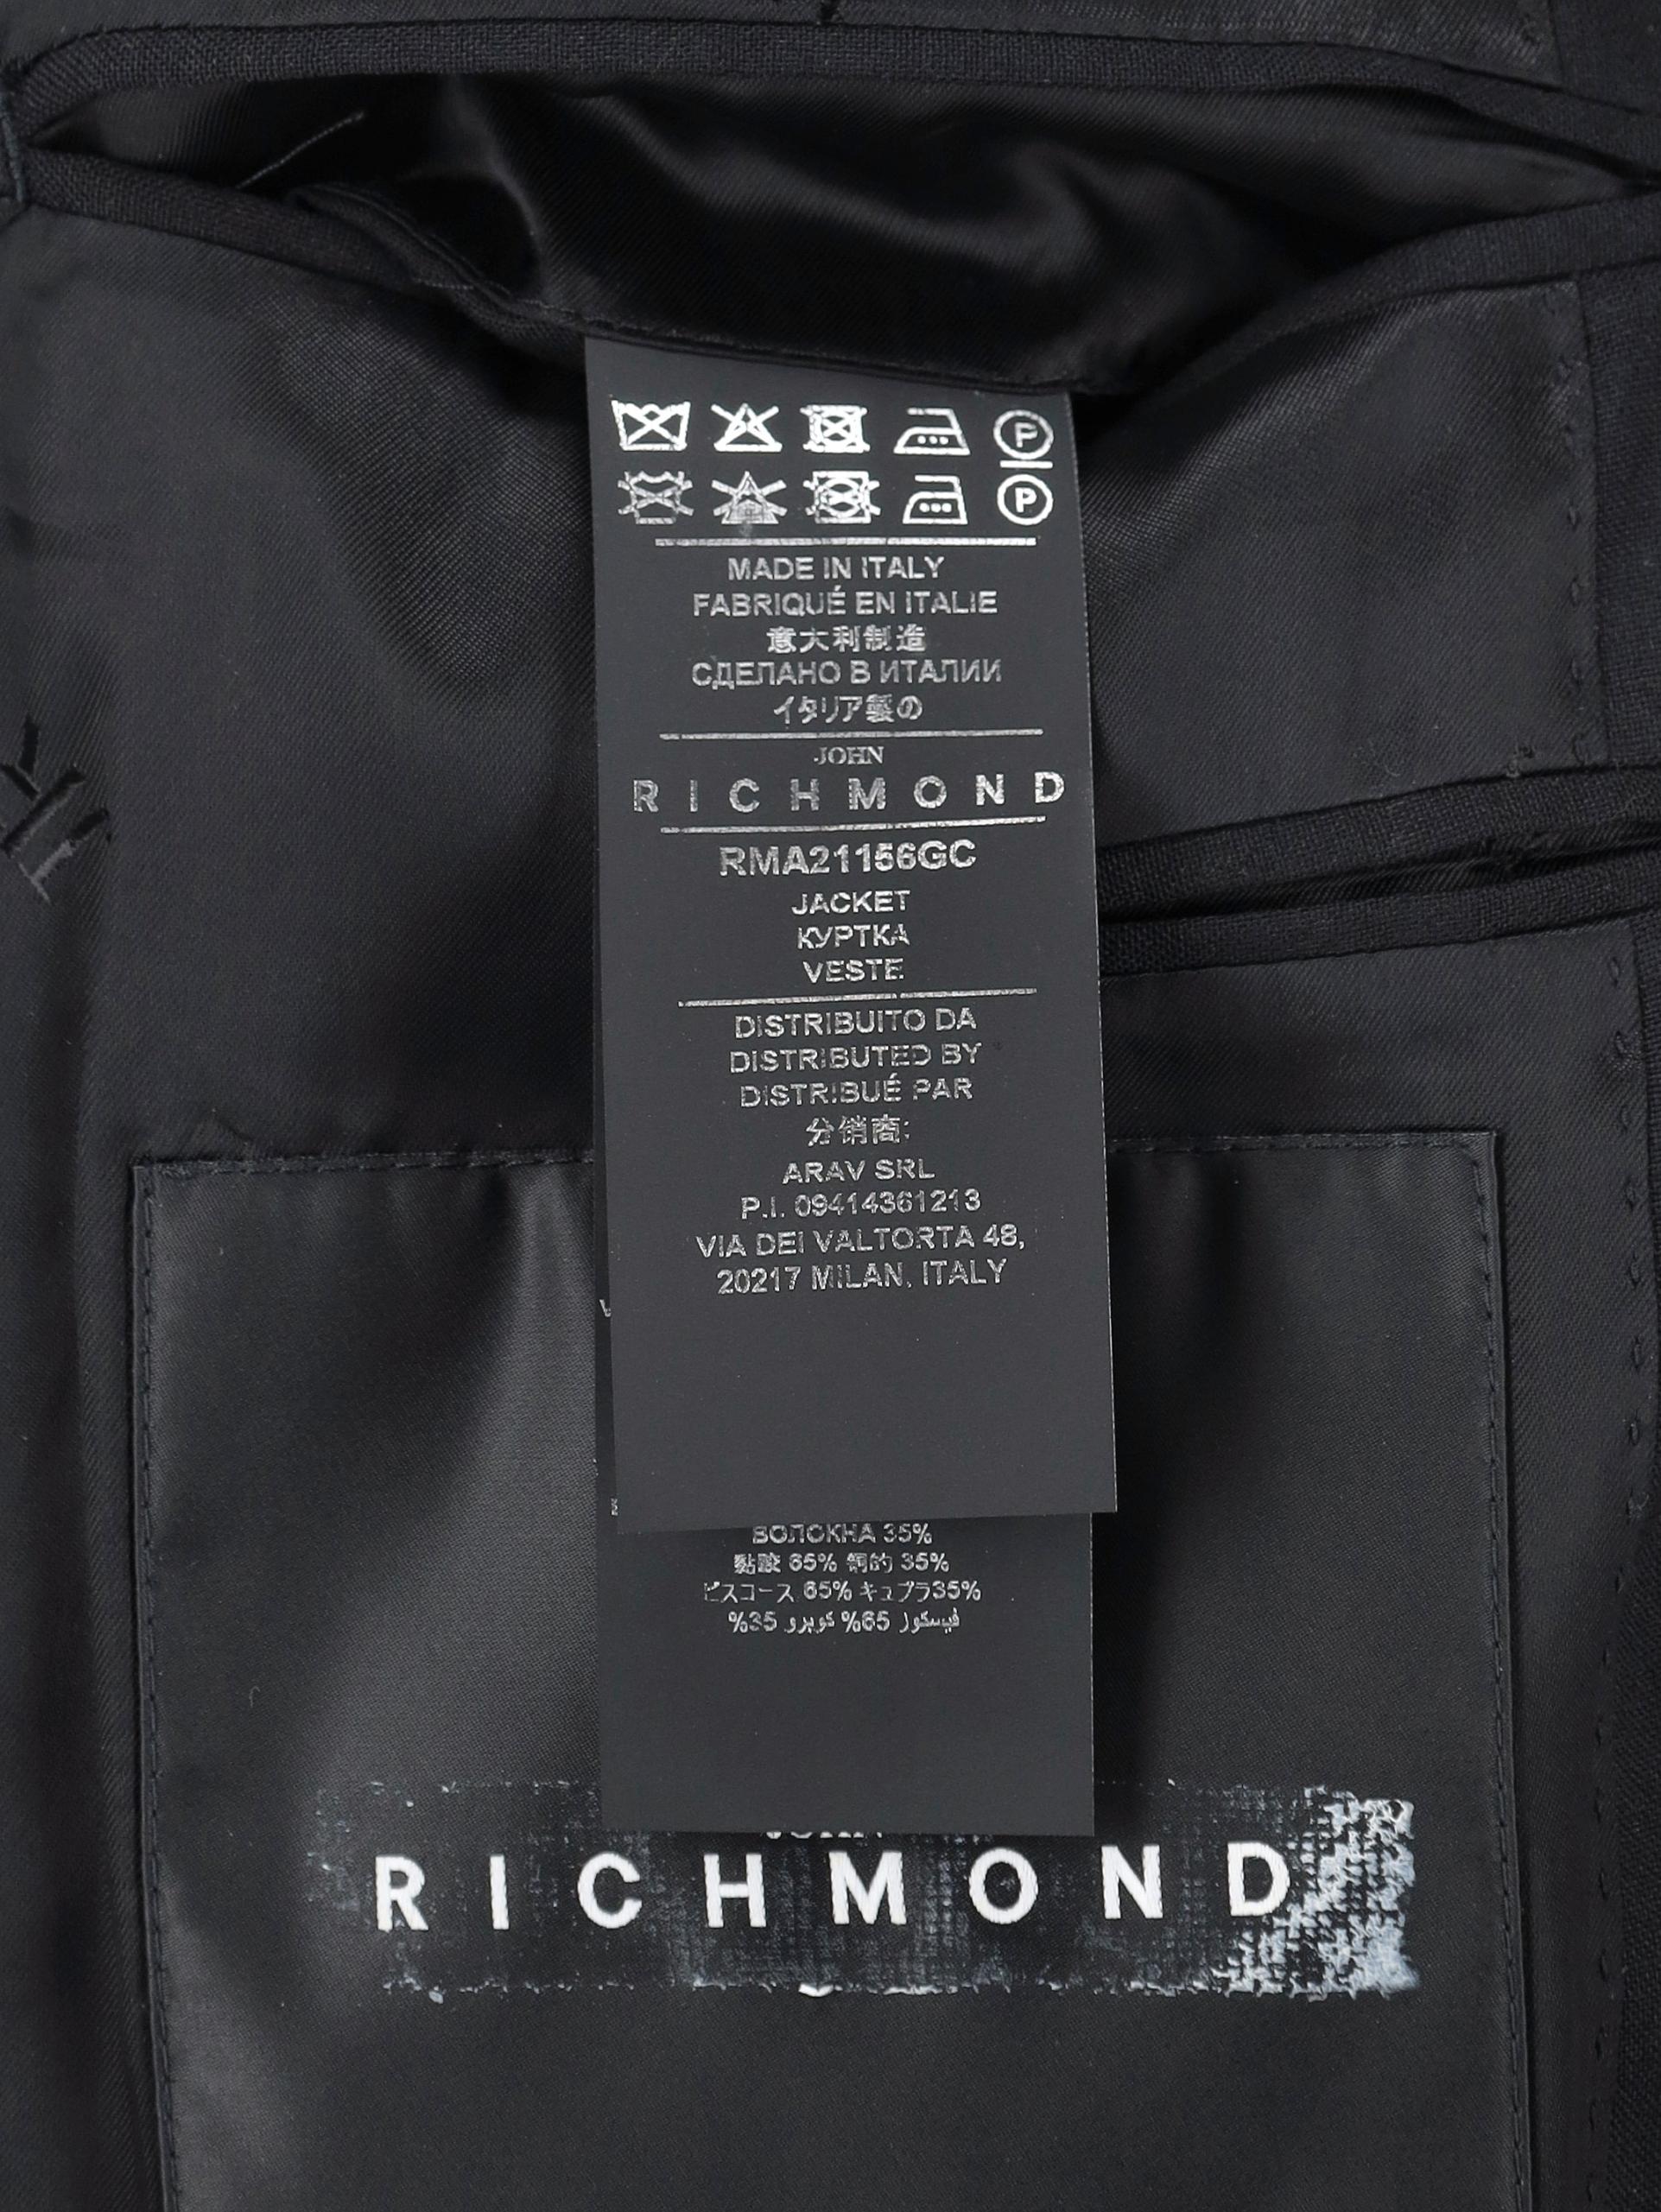 P
P
MADE IN ITALY
FABRIQUÉ EN ITALIE
意大利制造
СДЕЛАНО В ИТАЛИИ
イタリア製の
JOHN
RICHMOND
RMA21156GC
JACKET
КУРТКА
VESTE
DISTRIBUITO DA
DISTRIBUTED BY
DISTRIBUÉ PAR
分销商:
ARAV SRL
P.I. 09414361213
VIA DEI VALTORTA 48,
20217 MILAN, ITALY
ВОЛОКНА 35%
黏胶 65% 铜的 35%
ビスコース 65% キュプラ35%
فيسكوز 65% كوبرو 35%
RICHMOND